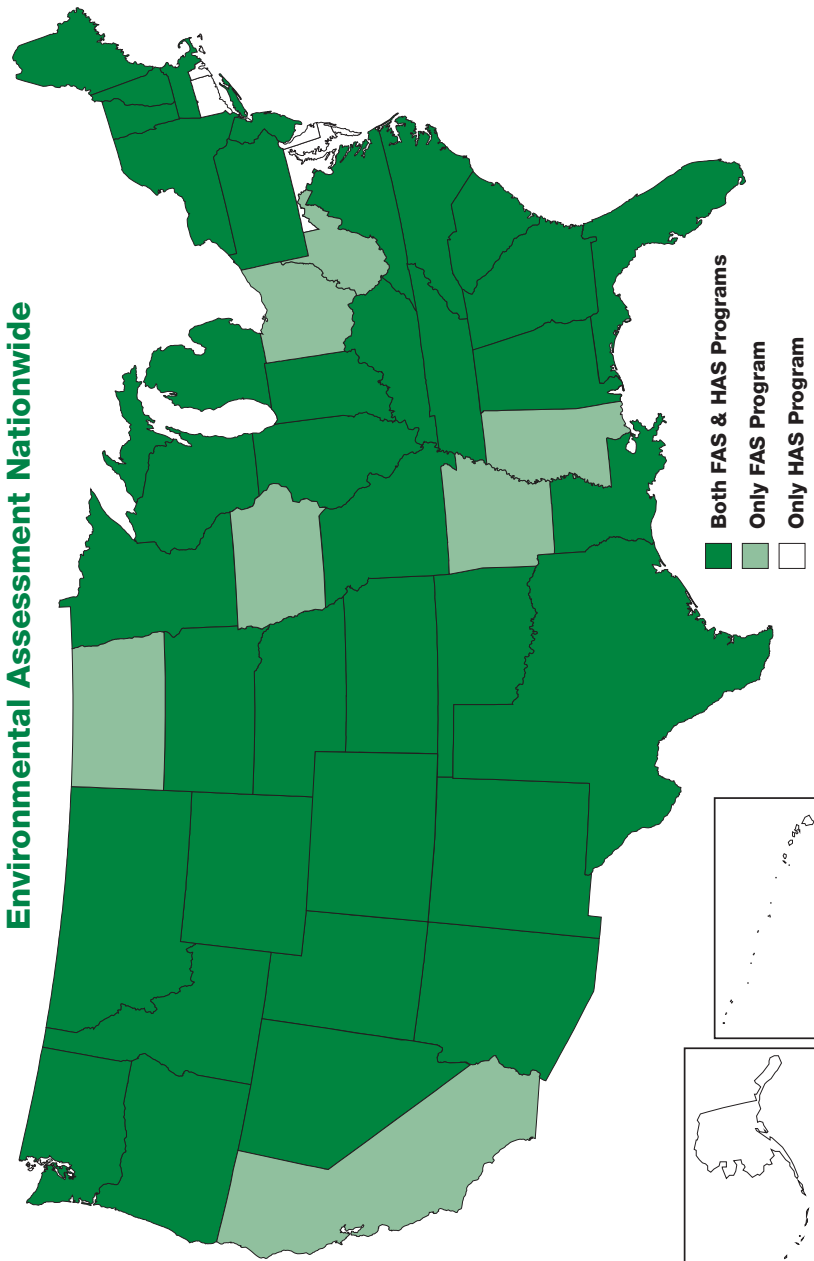 Environmental Assessment Nationwide
Both FAS & HAS Programs
Only FAS Program
Only HAS Program